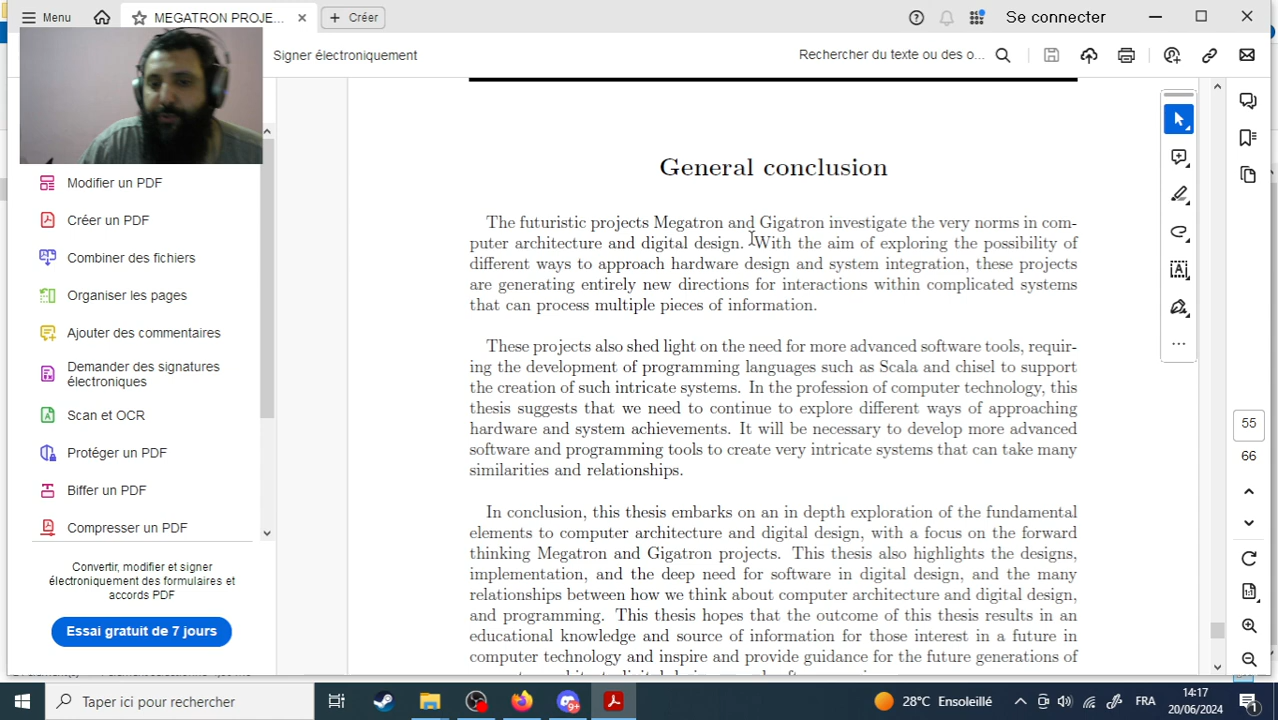 Menu
MEGATRON PROJE...
Créer
Se connecter
Signer électroniquement
Rechercher du texte ou des o...
Modifier un PDF
Créer un PDF
Combiner des fichiers
Organiser les pages
Ajouter des commentaires
Demander des signatures
électroniques
Scan et OCR
Protéger un PDF
Biffer un PDF
Compresser un PDF
Convertir, modifier et signer
électroniquement des formulaires et
accords PDF
Essai gratuit de 7 jours
General conclusion
The futuristic projects Megatron and Gigatron investigate the very norms in com-
puter architecture and digital design. With the aim of exploring the possibility of
different ways to approach hardware design and system integration, these projects
are generating entirely new directions for interactions within complicated systems
that can process multiple pieces of information.
These projects also shed light on the need for more advanced software tools, requir-
ing the development of programming languages such as Scala and chisel to support
the creation of such intricate systems. In the profession of computer technology, this
thesis suggests that we need to continue to explore different ways of approaching
hardware and system achievements. It will be necessary to develop more advanced
software and programming tools to create very intricate systems that can take many
similarities and relationships.
In conclusion, this thesis embarks on an in depth exploration of the fundamental
elements to computer architecture and digital design, with a focus on the forward
thinking Megatron and Gigatron projects. This thesis also highlights the designs,
implementation, and the deep need for software in digital design, and the many
relationships between how we think about computer architecture and digital design,
and programming. This thesis hopes that the outcome of this thesis results in an
educational knowledge and source of information for those interest in a future in
computer technology and inspire and provide guidance for the future generations of
55
66
Taper ici pour rechercher
28°C Ensoleillé
FRA
14:17
20/06/2024
1